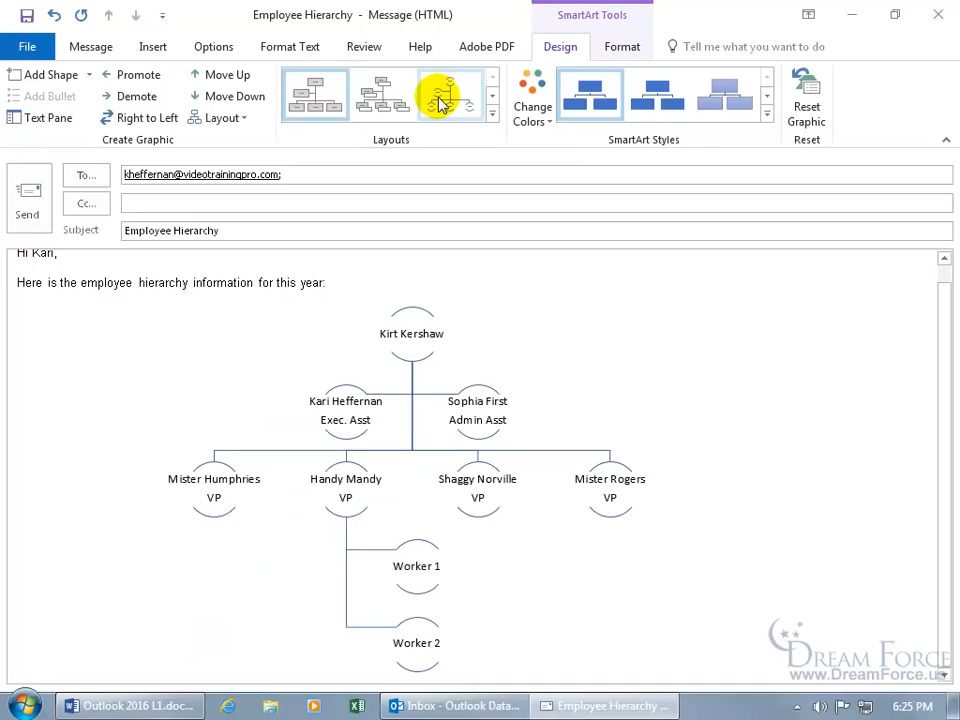 Employee Hierarchy - Message (HTML)
SmartArt Tools
File Message Insert Options Format Text Review Help Adobe PDF Design Format Tell me what you want to do
Add Shape Promote Move Up
Add Bullet Demote Move Down
Text Pane Right to Left Layout
Create Graphic
Layouts
Change
Colors
SmartArt Styles
Reset
Graphic
Reset
Send
To... kheffernan@videotrainingpro.com;
Cc...
Subject Employee Hierarchy
Hi Kari,
Here is the employee hierarchy information for this year:
Kirt Kershaw
Kari Heffernan
Exec. Asst
Sophia First
Admin Asst
Mister Humphries
VP
Handy Mandy
VP
Shaggy Norville
VP
Mister Rogers
VP
Worker 1
Worker 2
Dream Force
www.DreamForce.us
Outlook 2016 L1.doc...
Inbox - Outlook Data...
Employee Hierarchy ...
6:25 PM